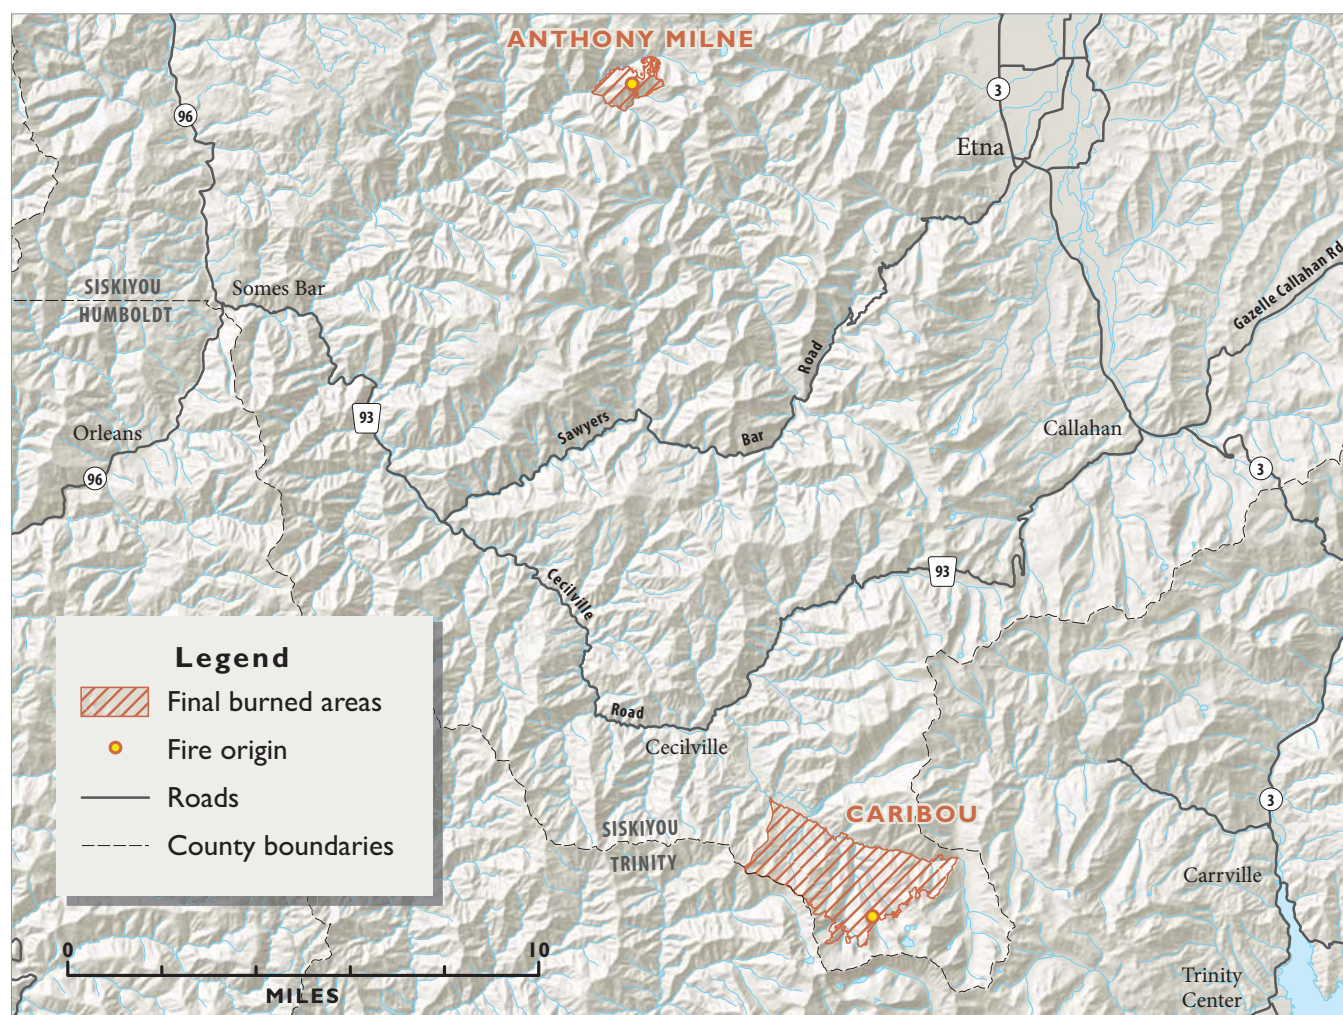 ANTHONY MILNE
96
3
Etna
Gazelle Callahan Rd
SISKIYOU
HUMBOLDT
Somes Bar
Road
93
Sawyers
Bar
Orleans
Callahan
96
3
93
Cecilville
Road
Cecilville
Legend
Final burned areas
Fire origin
Roads
County boundaries
CARIBOU
3
SISKIYOU
TRINITY
Carrville
0 10
MILES
Trinity
Center